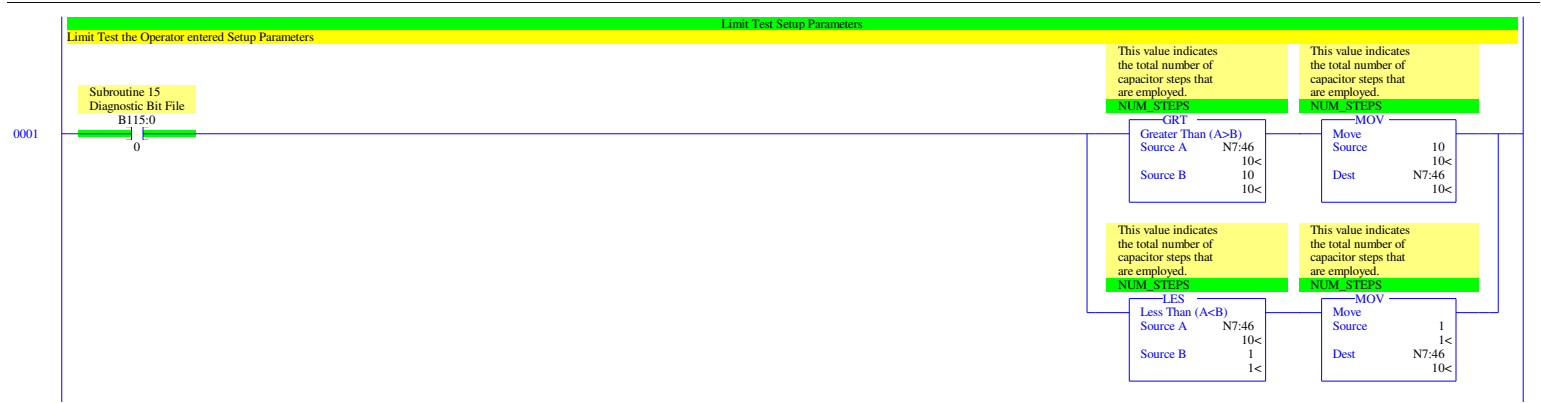 Limit Test Setup Parameters
Limit Test the Operator entered Setup Parameters
This value indicates
the total number of
capacitor steps that
are employed.
NUM_STEPS
This value indicates
the total number of
capacitor steps that
are employed.
NUM_STEPS
Subroutine 15
Diagnostic Bit File
B115:0
0
0001
GRT
Greater Than (A>B)
Source A N7:46
10<
Source B 10
10<
MOV
Move
Source 10
10<
Dest N7:46
10<
This value indicates
the total number of
capacitor steps that
are employed.
NUM_STEPS
This value indicates
the total number of
capacitor steps that
are employed.
NUM_STEPS
LES
Less Than (A<B)
Source A N7:46
10<
Source B 1
1<
MOV
Move
Source 1
1<
Dest N7:46
10<